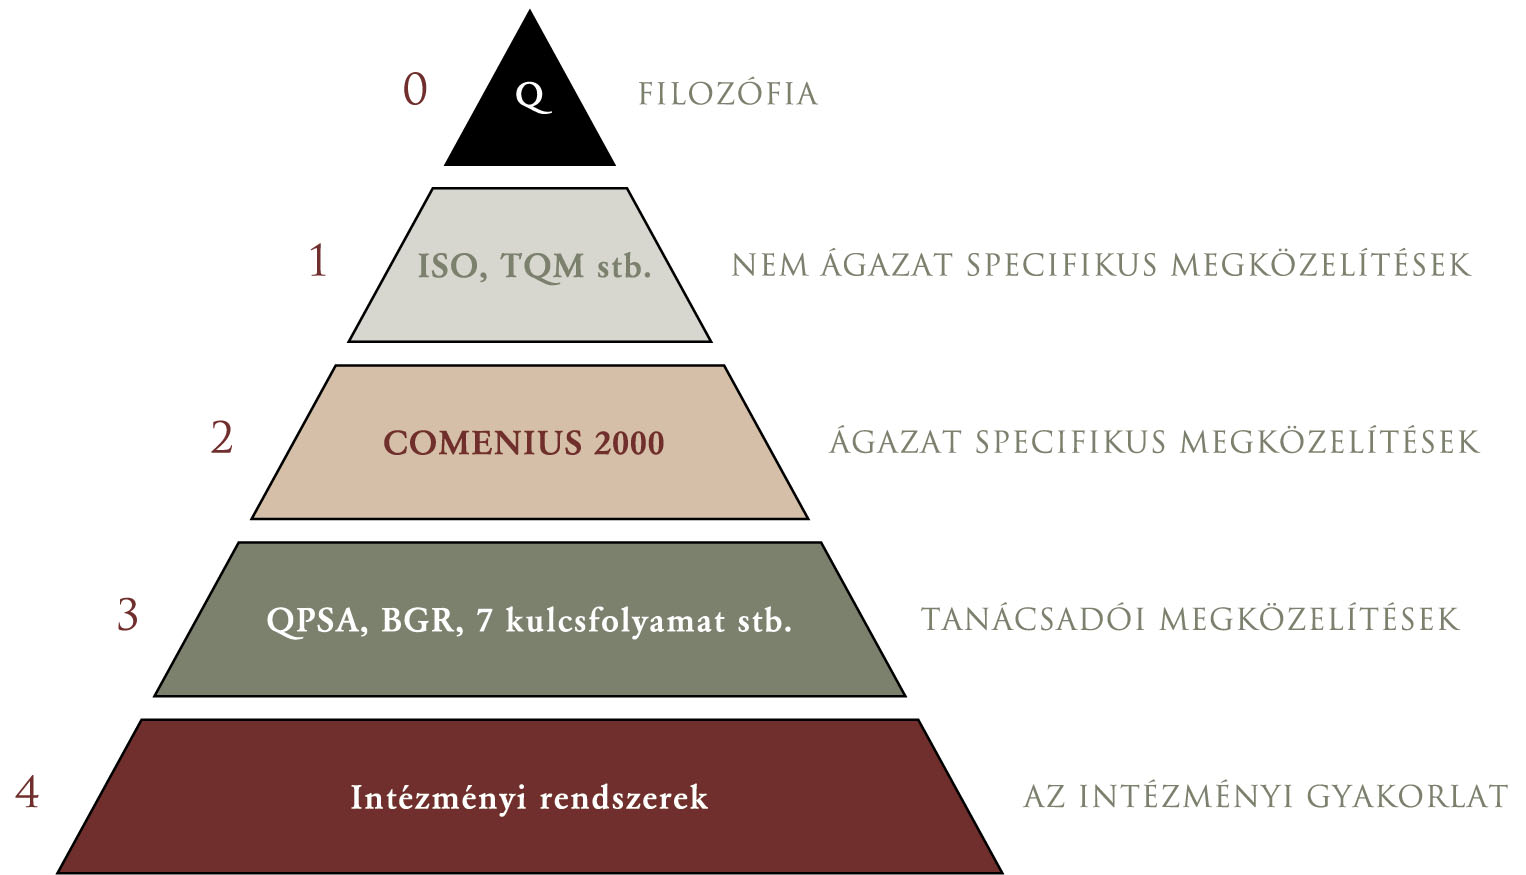 0 Q FILOZÓFIA
1 ISO, TQM stb. NEM ÁGAZAT SPECIFIKUS MEGKÖZELÍTÉSEK
2 COMENIUS 2000 ÁGAZAT SPECIFIKUS MEGKÖZELÍTÉSEK
3 QPSA, BGR, 7 kulcsfolyamat stb. TANÁCSADÓI MEGKÖZELÍTÉSEK
4 Intézményi rendszerek AZ INTÉZMÉNYI GYAKORLAT